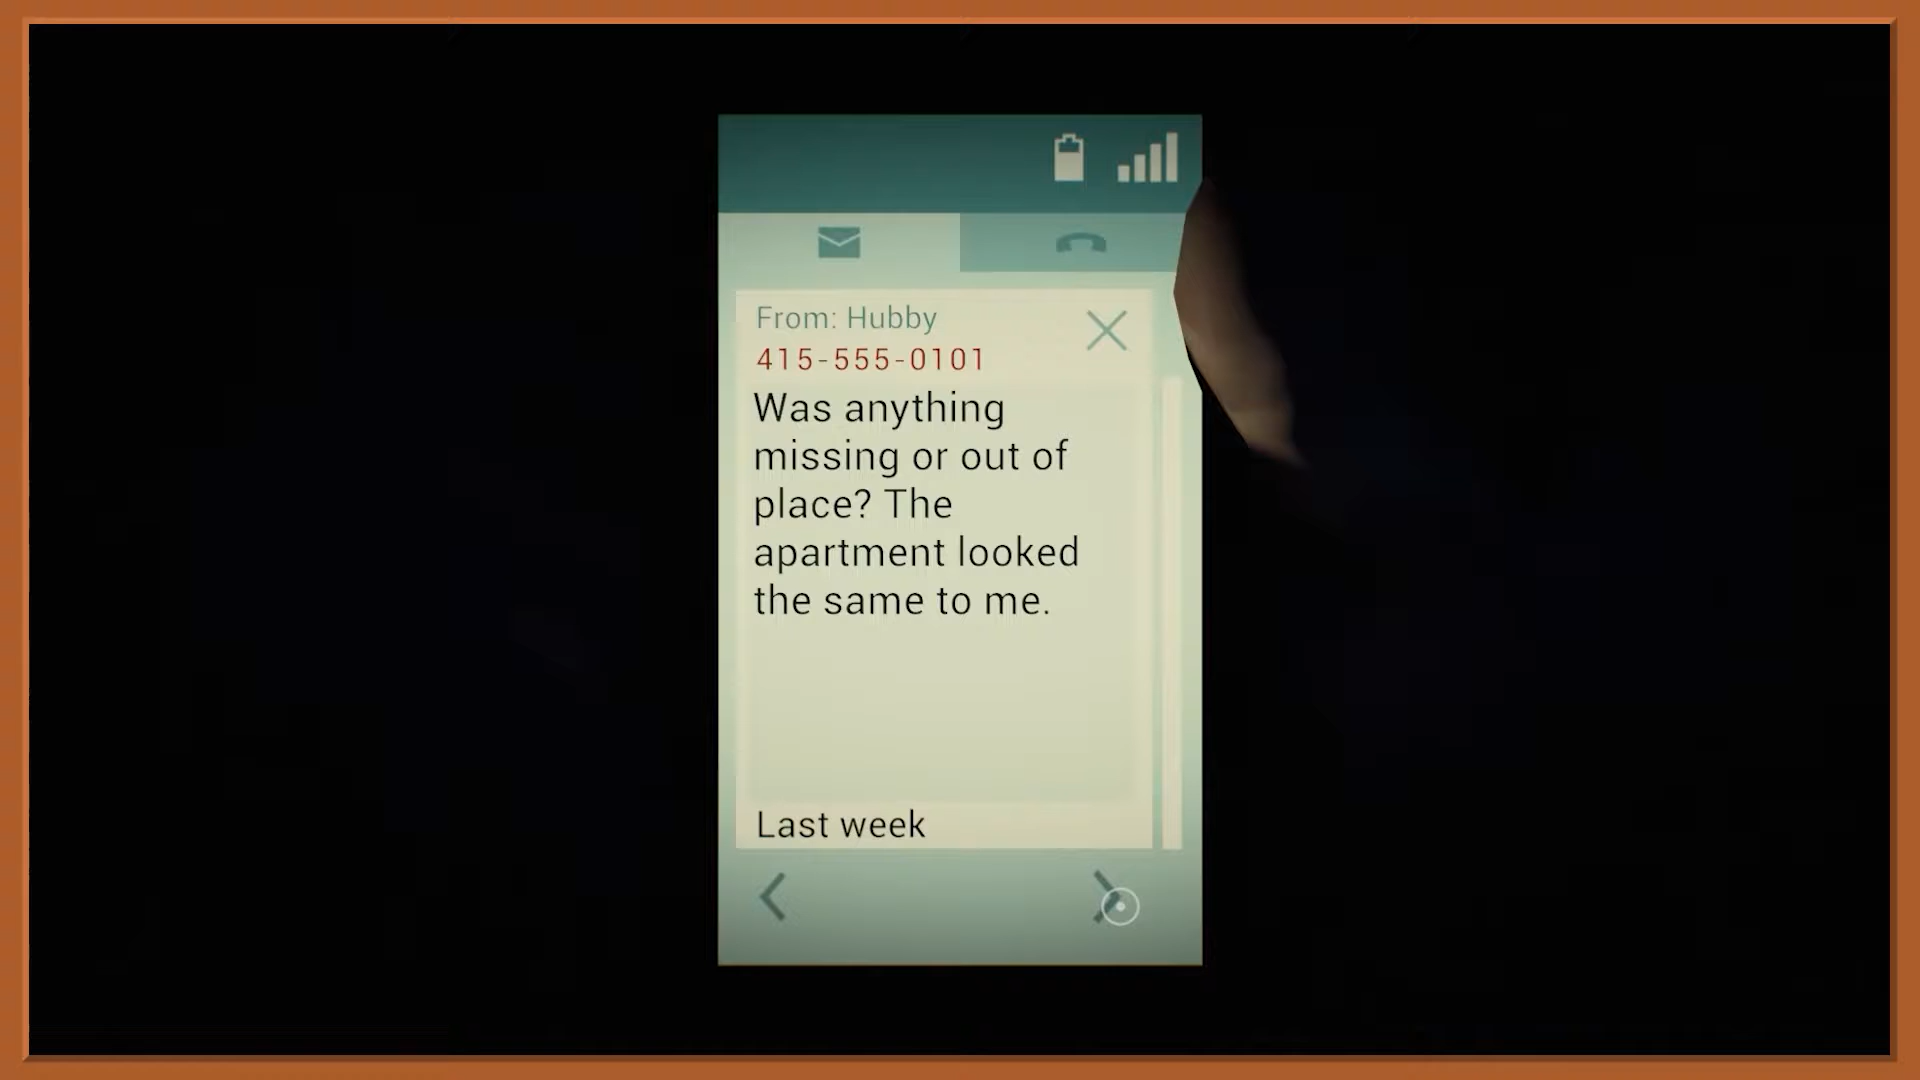 From: Hubby
415-555-0101
Was anything
missing or out of
place? The
apartment looked
the same to me.
Last week